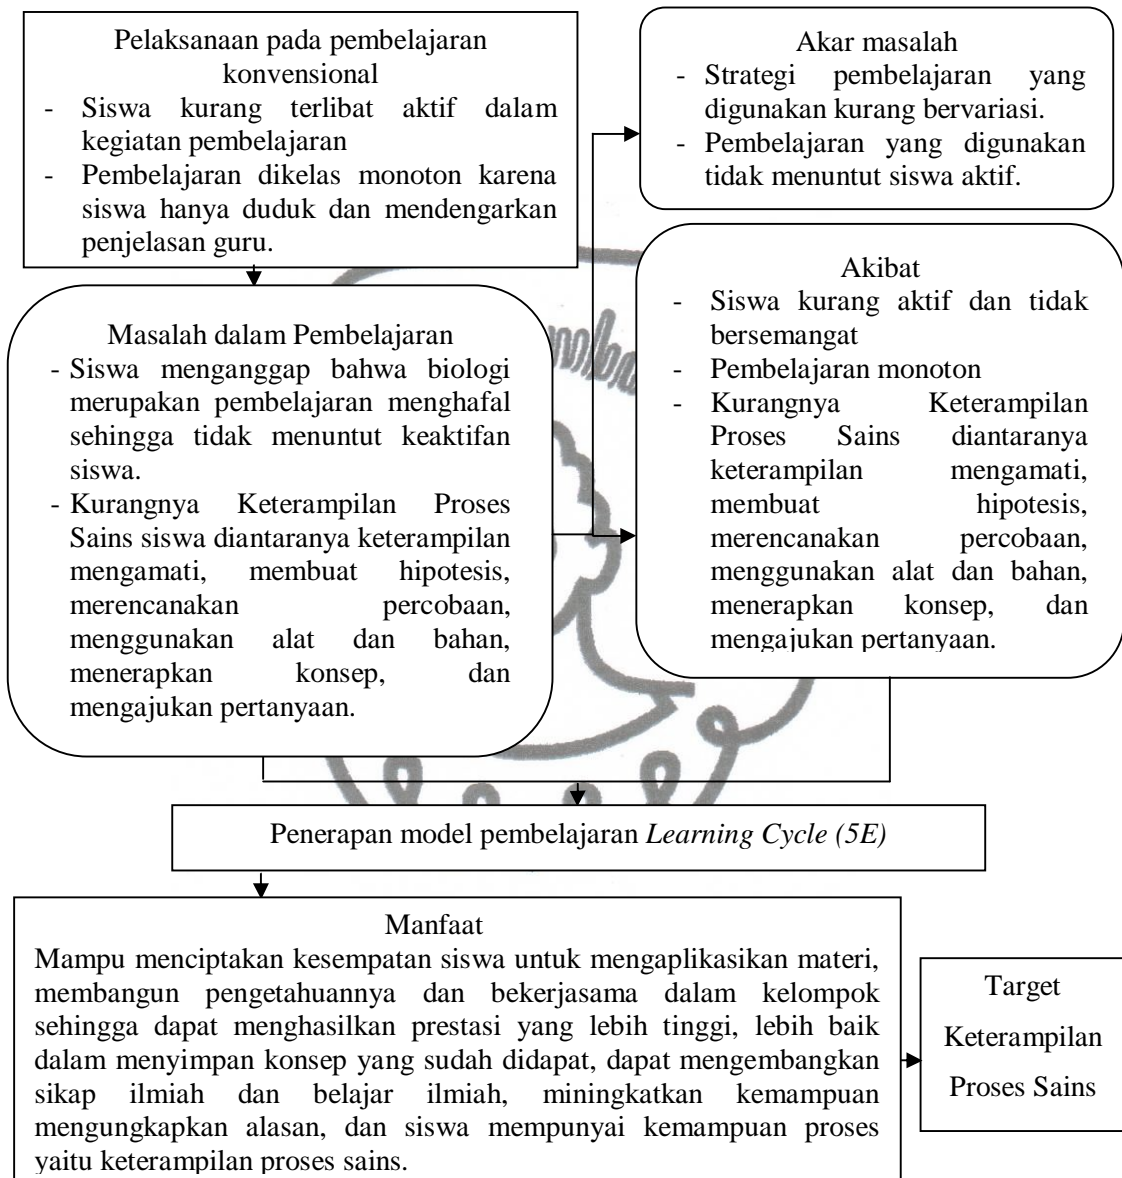 Pelaksanaan pada pembelajaran
konvensional
- Siswa kurang terlibat aktif dalam
kegiatan pembelajaran
- Pembelajaran dikelas monoton karena
siswa hanya duduk dan mendengarkan
penjelasan guru.
Akar masalah
- Strategi pembelajaran yang
digunakan kurang bervariasi.
- Pembelajaran yang digunakan
tidak menuntut siswa aktif.
Masalah dalam Pembelajaran
- Siswa menganggap bahwa biologi
merupakan pembelajaran menghafal
sehingga tidak menuntut keaktifan
siswa.
- Kurangnya Keterampilan Proses
Sains siswa diantaranya keterampilan
mengamati, membuat hipotesis,
merencanakan percobaan,
menggunakan alat dan bahan,
menerapkan konsep, dan
mengajukan pertanyaan.
Akibat
- Siswa kurang aktif dan tidak
bersemangat
- Pembelajaran monoton
- Kurangnya Keterampilan
Proses Sains diantaranya
keterampilan mengamati,
membuat hipotesis,
merencanakan percobaan,
menggunakan alat dan bahan,
menerapkan konsep, dan
mengajukan pertanyaan.
Penerapan model pembelajaran Learning Cycle (5E)
Manfaat
Mampu menciptakan kesempatan siswa untuk mengaplikasikan materi,
membangun pengetahuannya dan bekerjasama dalam kelompok
sehingga dapat menghasilkan prestasi yang lebih tinggi, lebih baik
dalam menyimpan konsep yang sudah didapat, dapat mengembangkan
sikap ilmiah dan belajar ilmiah, miningkatkan kemampuan
mengungkapkan alasan, dan siswa mempunyai kemampuan proses
yaitu keterampilan proses sains.
Target
Keterampilan
Proses Sains